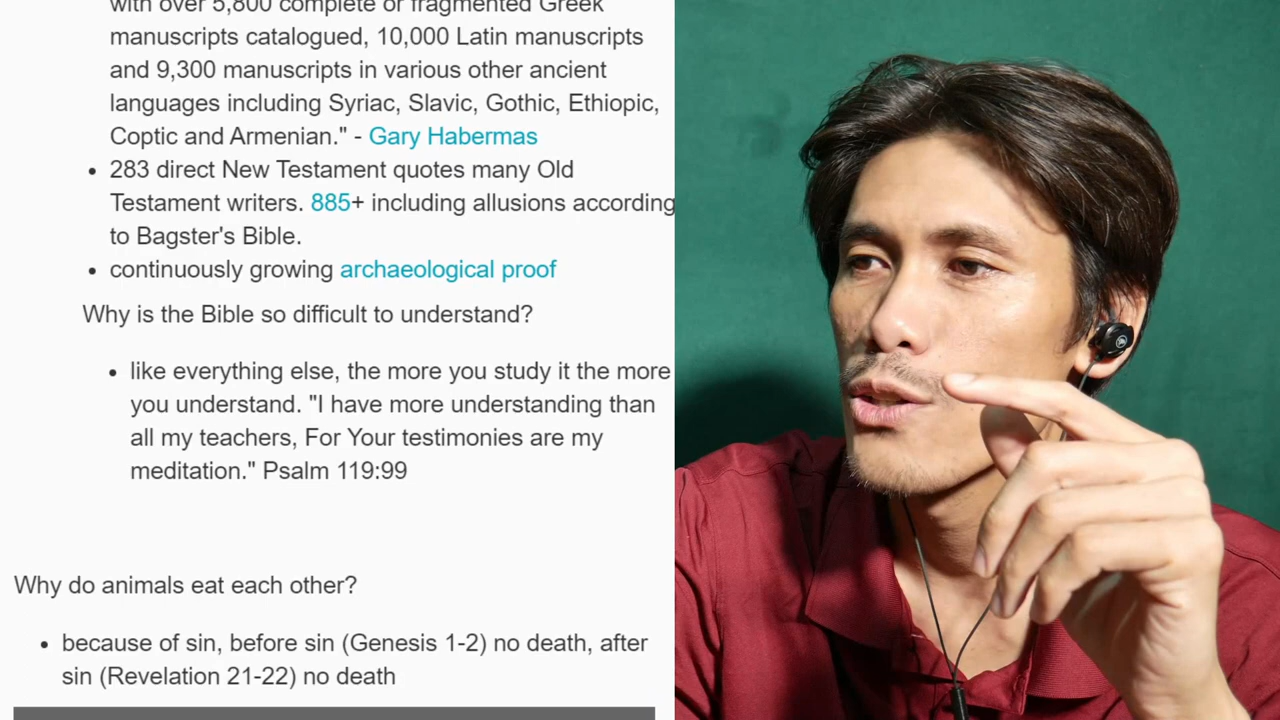 with over 5,800 complete or fragmented Greek
manuscripts catalogued, 10,000 Latin manuscripts
and 9,300 manuscripts in various other ancient
languages including Syriac, Slavic, Gothic, Ethiopic,
Coptic and Armenian." - Gary Habermas
283 direct New Testament quotes many Old
Testament writers. 885+ including allusions according
to Bagster's Bible.
continuously growing archaeological proof
Why is the Bible so difficult to understand?
like everything else, the more you study it the more
you understand. "I have more understanding than
all my teachers, For Your testimonies are my
meditation." Psalm 119:99
Why do animals eat each other?
because of sin, before sin (Genesis 1-2) no death, after
sin (Revelation 21-22) no death